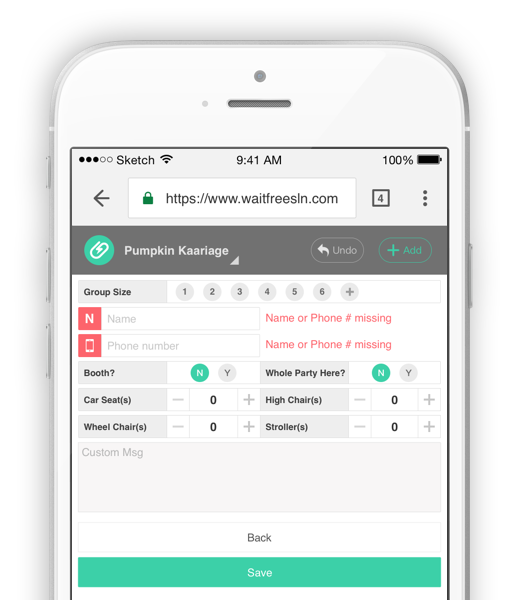 Sketch 9:41 AM 100%
https://www.waitfreesln.com 4
Pumpkin Kaariage Undo + Add
Group Size 1 2 3 4 5 6 +
N Name Name or Phone # missing
Phone number Name or Phone # missing
Booth? N Y Whole Party Here? N Y
Car Seat(s) − 0 + High Chair(s) − 0 +
Wheel Chair(s) − 0 + Stroller(s) − 0 +
Custom Msg
Back
Save